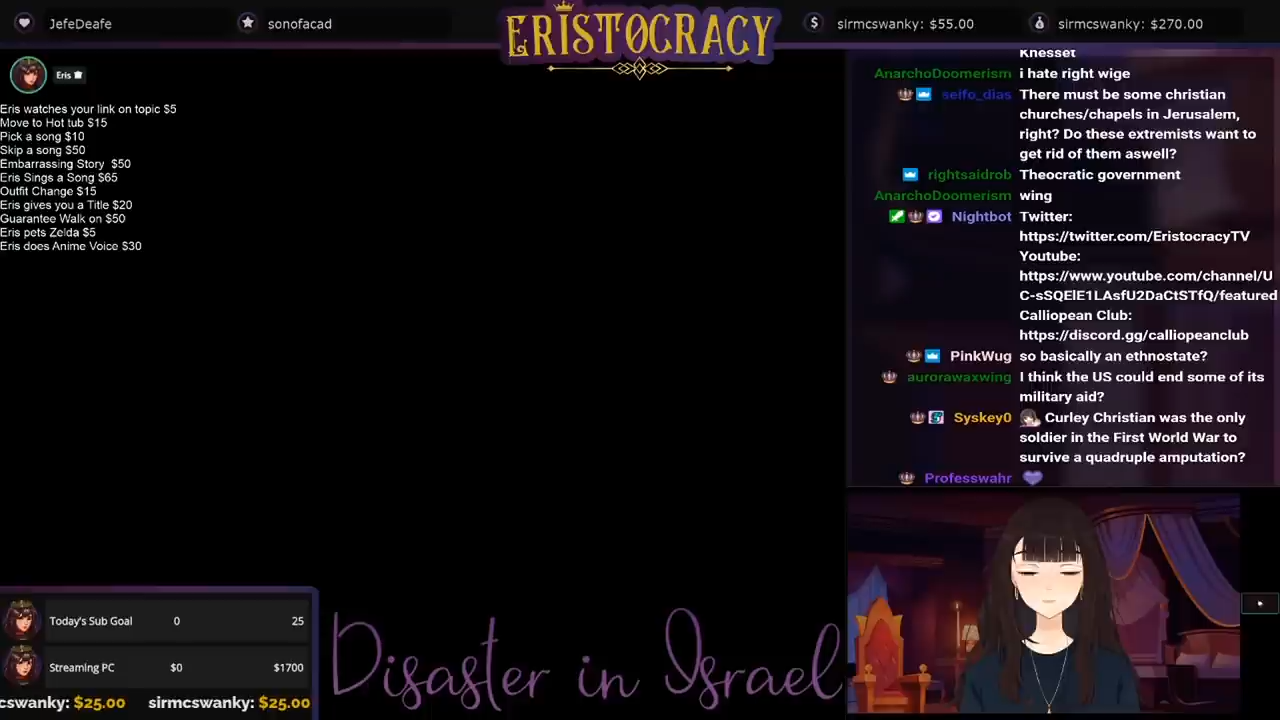 JefeDeafe
sonofacad
ERISTOCRACY
sirmcswanky: $55.00
sirmcswanky: $270.00
Eris
Eris watches your link on topic $5
Move to Hot tub $15
Pick a song $10
Skip a song $50
Embarrassing Story $50
Eris Sings a Song $65
Outfit Change $15
Eris gives you a Title $20
Guarantee Walk on $50
Eris pets Zelda $5
Eris does Anime Voice $30
Knesset
AnarchoDoomerism i hate right wige
seifo_dias There must be some christian
churches/chapels in Jerusalem,
right? Do these extremists want to
get rid of them aswell?
rightsaidrob Theocratic government
AnarchoDoomerism wing
Nightbot Twitter:
https://twitter.com/EristocracyTV
Youtube:
https://www.youtube.com/channel/U
C-sSQElE1LAsfU2DaCtSTfQ/featured
Calliopean Club:
https://discord.gg/calliopeanclub
PinkWug so basically an ethnostate?
aurorawaxwing I think the US could end some of its
military aid?
Syskey0 Curley Christian was the only
soldier in the First World War to
survive a quadruple amputation?
Professwahr
Today's Sub Goal 0 25
Streaming PC $0 $1700
cswanky: $25.00 sirmcswanky: $25.00
Disaster in Israel